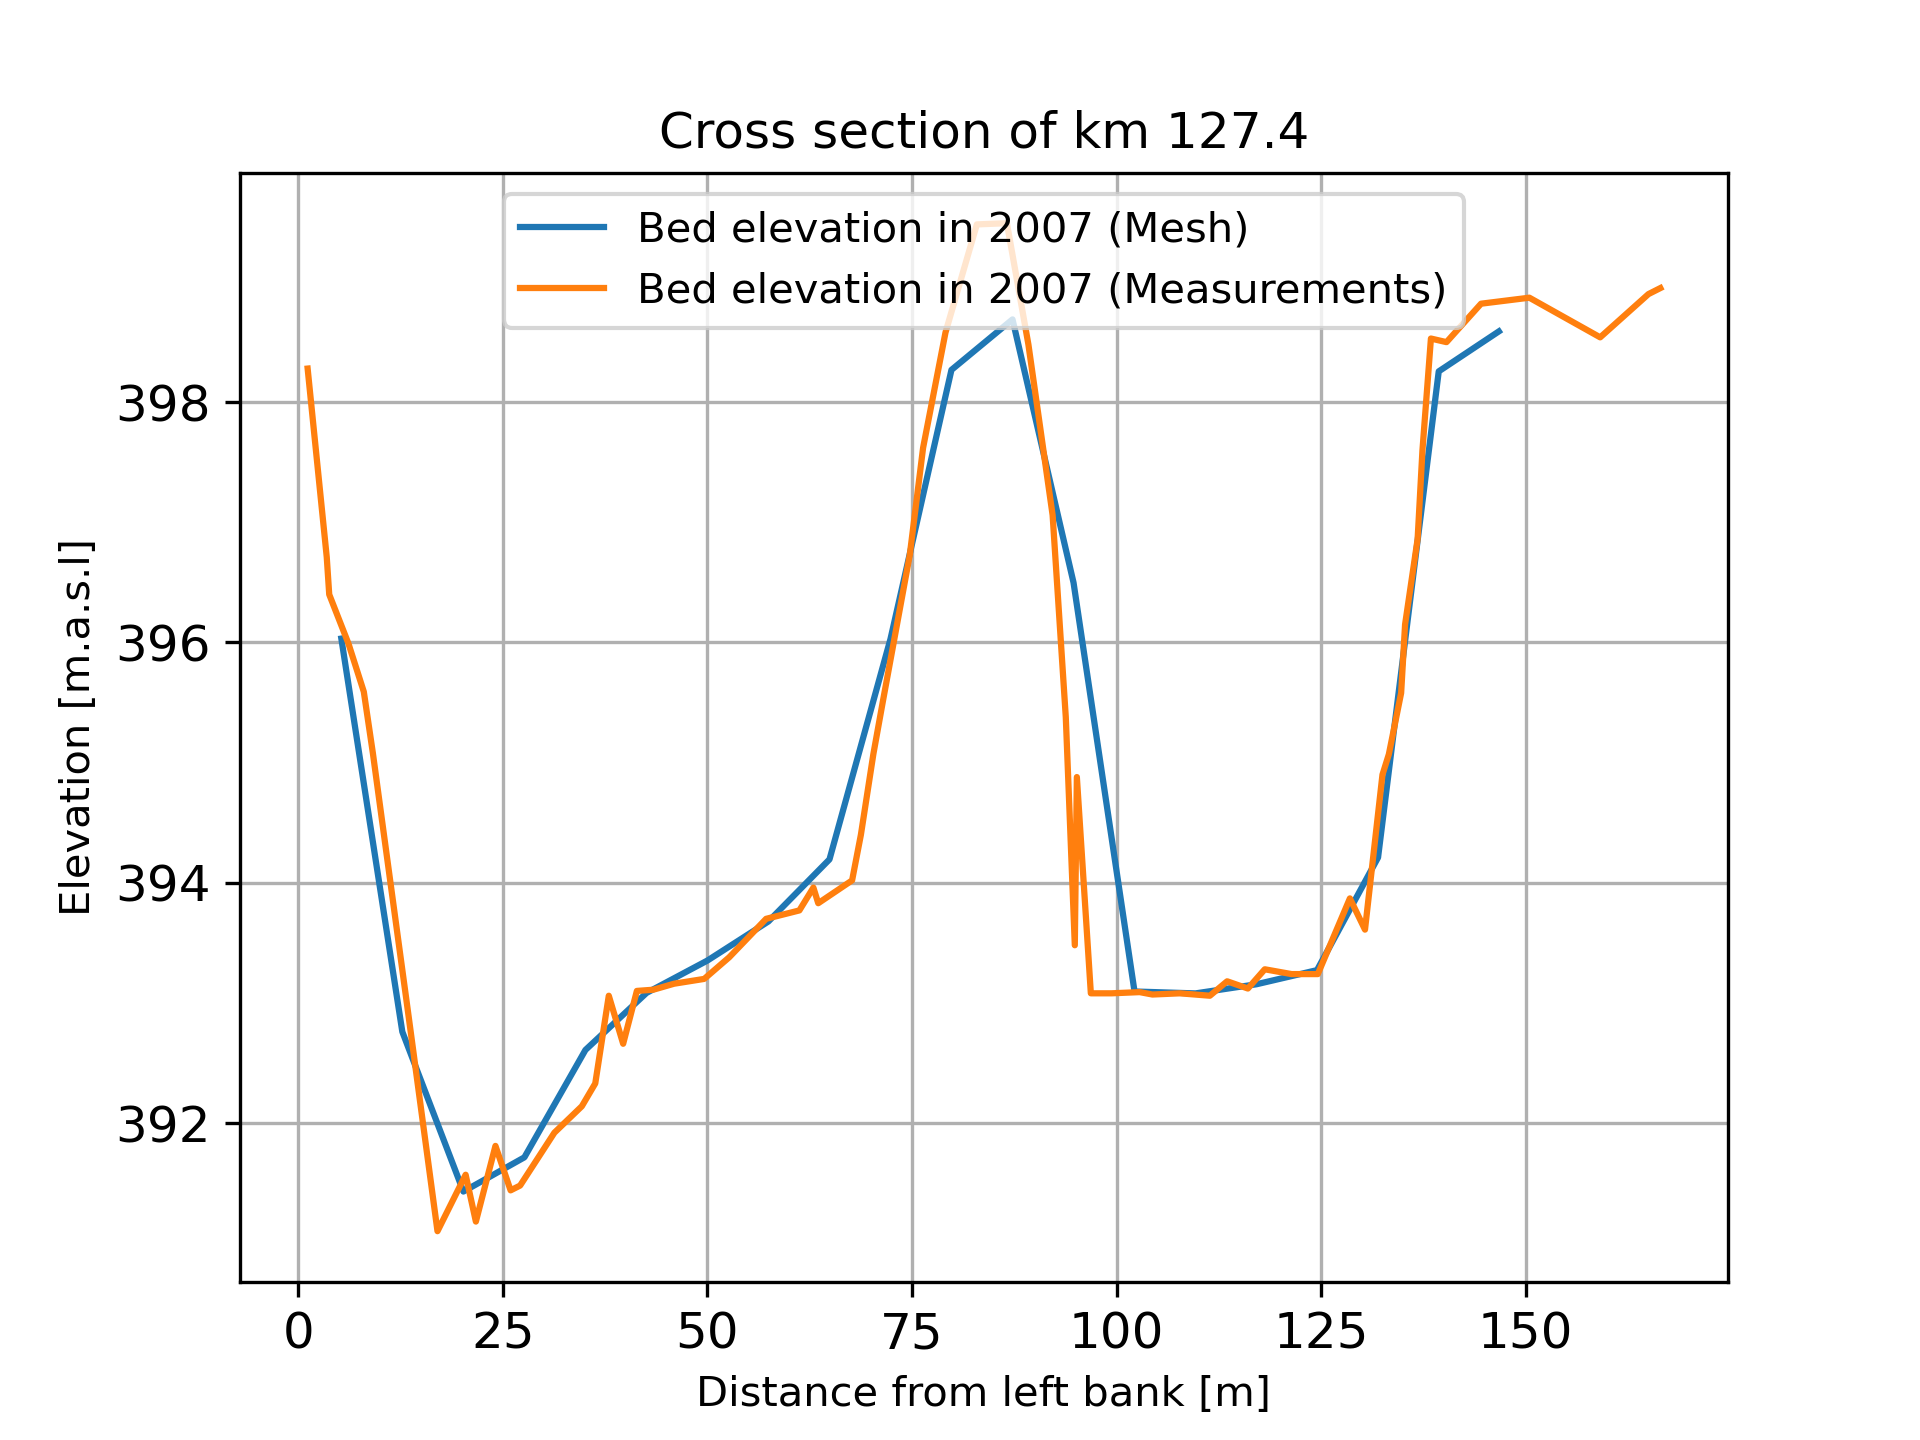 Cross section of km 127.4
Bed elevation in 2007 (Mesh)
Bed elevation in 2007 (Measurements)
Elevation [m.a.s.l]
398
396
394
392
0 25 50 75 100 125 150
Distance from left bank [m]